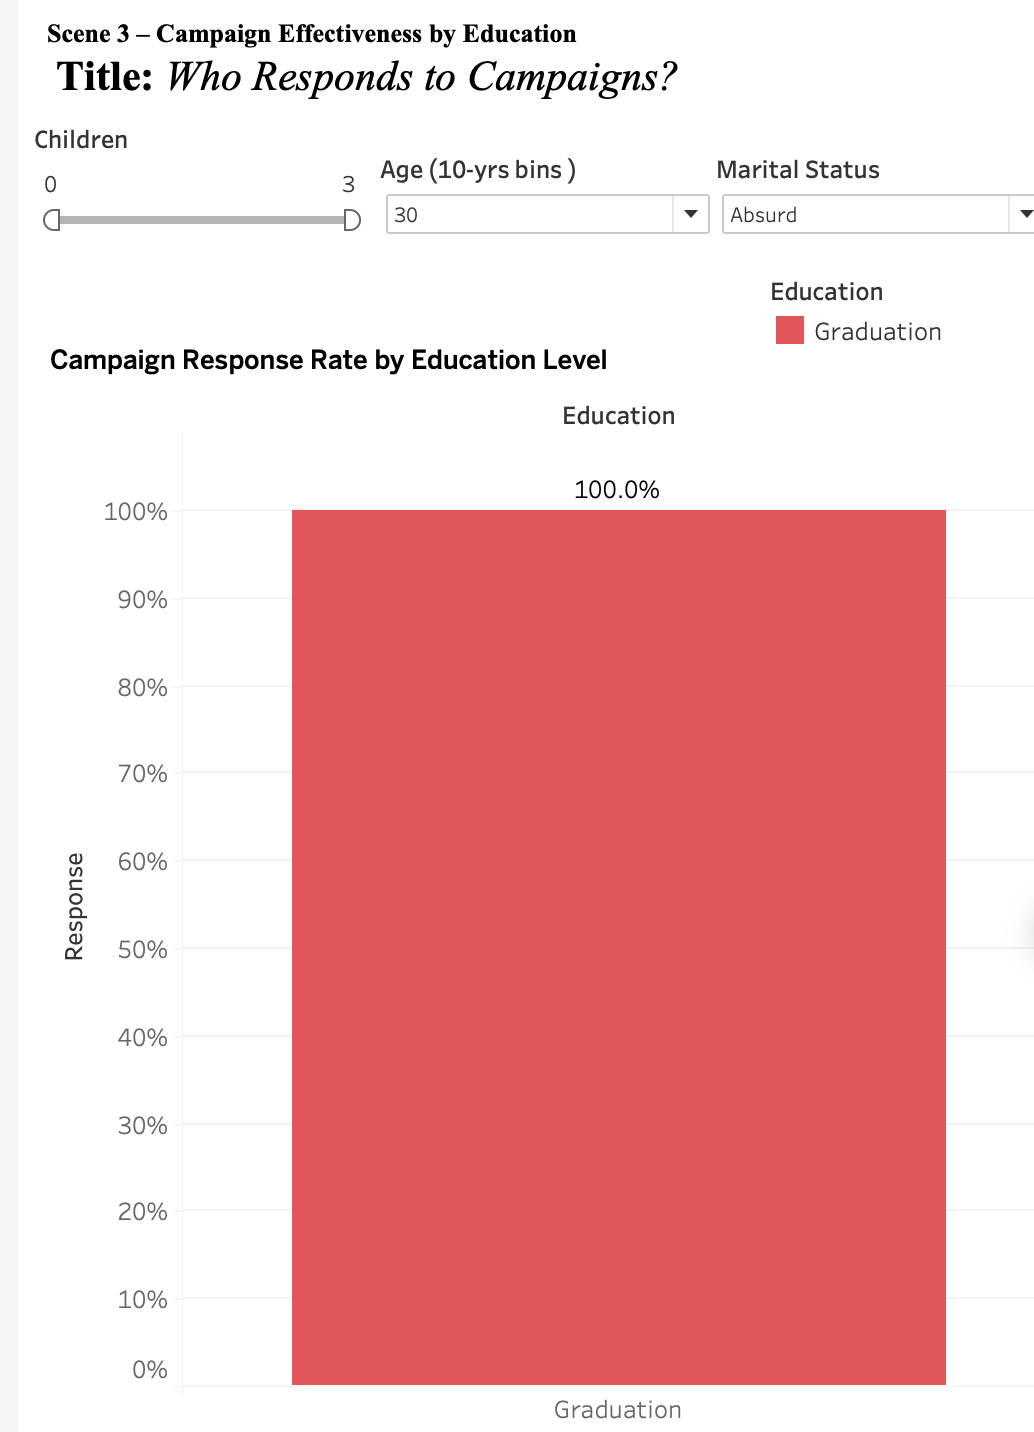 Scene 3 – Campaign Effectiveness by Education
Title: Who Responds to Campaigns?
Children
0 3
Age (10-yrs bins )
30
Marital Status
Absurd
Education
Graduation
Campaign Response Rate by Education Level
Education
100.0%
100%
90%
80%
70%
60%
50%
40%
30%
20%
10%
0%
Response
Graduation